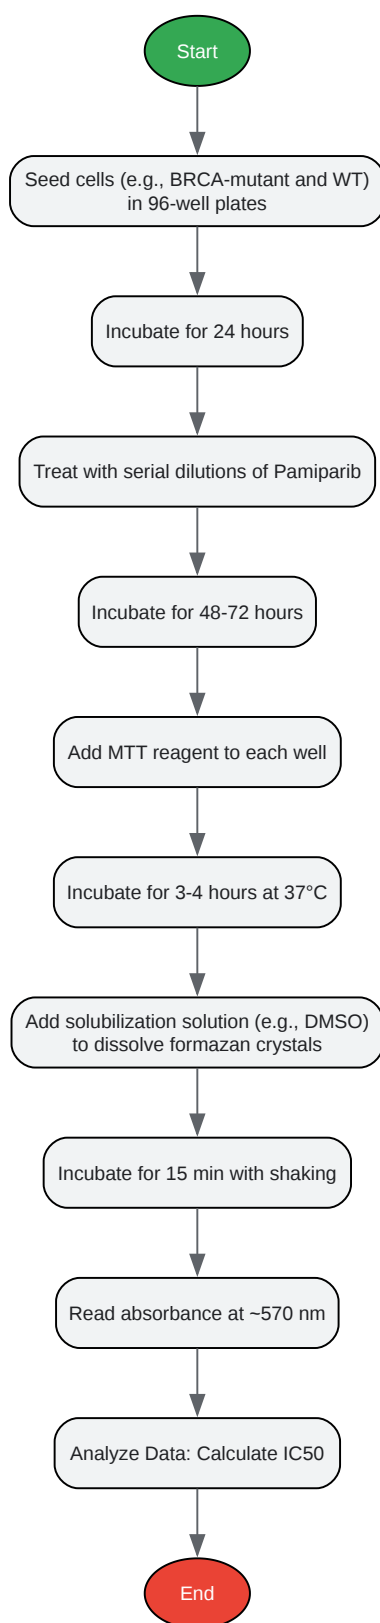 Start
Seed cells (e.g., BRCA-mutant and WT)
in 96-well plates
Incubate for 24 hours
Treat with serial dilutions of Pamiparib
Incubate for 48-72 hours
Add MTT reagent to each well
Incubate for 3-4 hours at 37°C
Add solubilization solution (e.g., DMSO)
to dissolve formazan crystals
Incubate for 15 min with shaking
Read absorbance at ~570 nm
Analyze Data: Calculate IC50
End